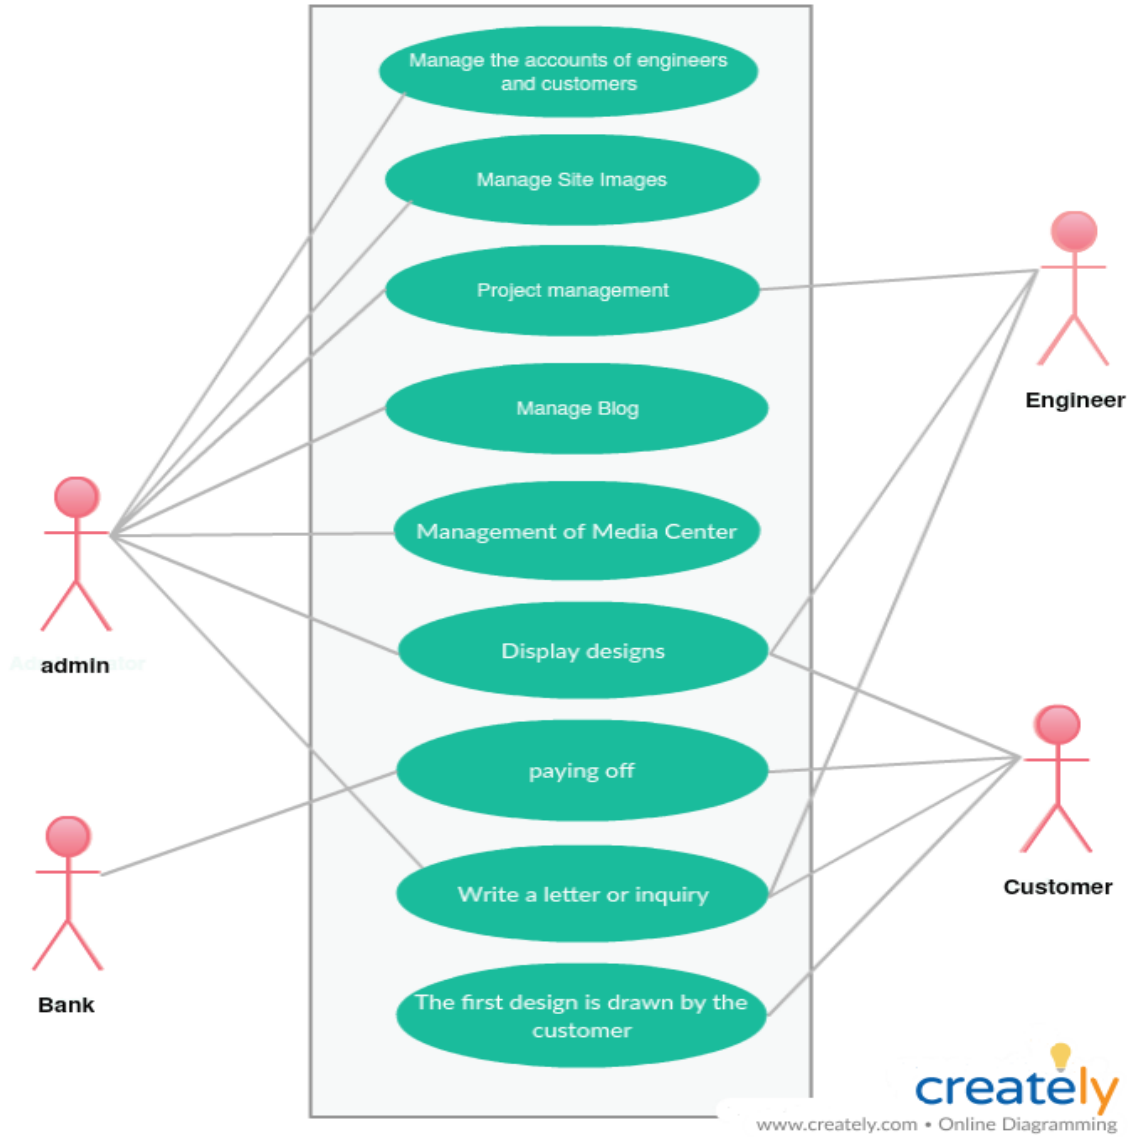 Manage the accounts of engineers
and customers
Manage Site Images
Project management
Engineer
Manage Blog
Management of Media Center
admin
Display designs
paying off
Customer
Write a letter or inquiry
Bank
The first design is drawn by the
customer
creately
www.creately.com • Online Diagramming